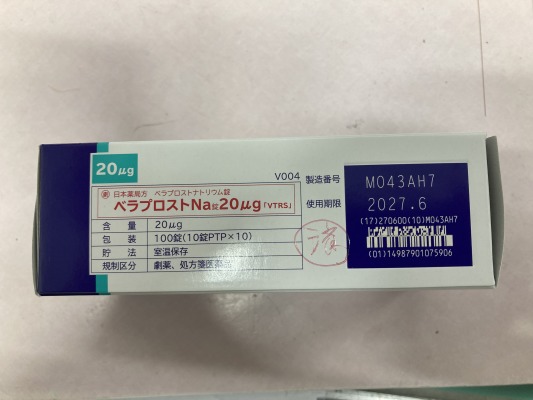 20μg
V004
劇 日本薬局方 ベラプロストナトリウム錠
ベラプロストNa錠20μg「VTRS」
含 量 20μg
包 装 100錠(10錠PTP×10)
貯 法 室温保存
規制区分 劇薬、処方箋医薬品
製造番号 M043AH7
使用期限 2027.6
(17)270600(10)M043AH7
(01)14987901075906
済